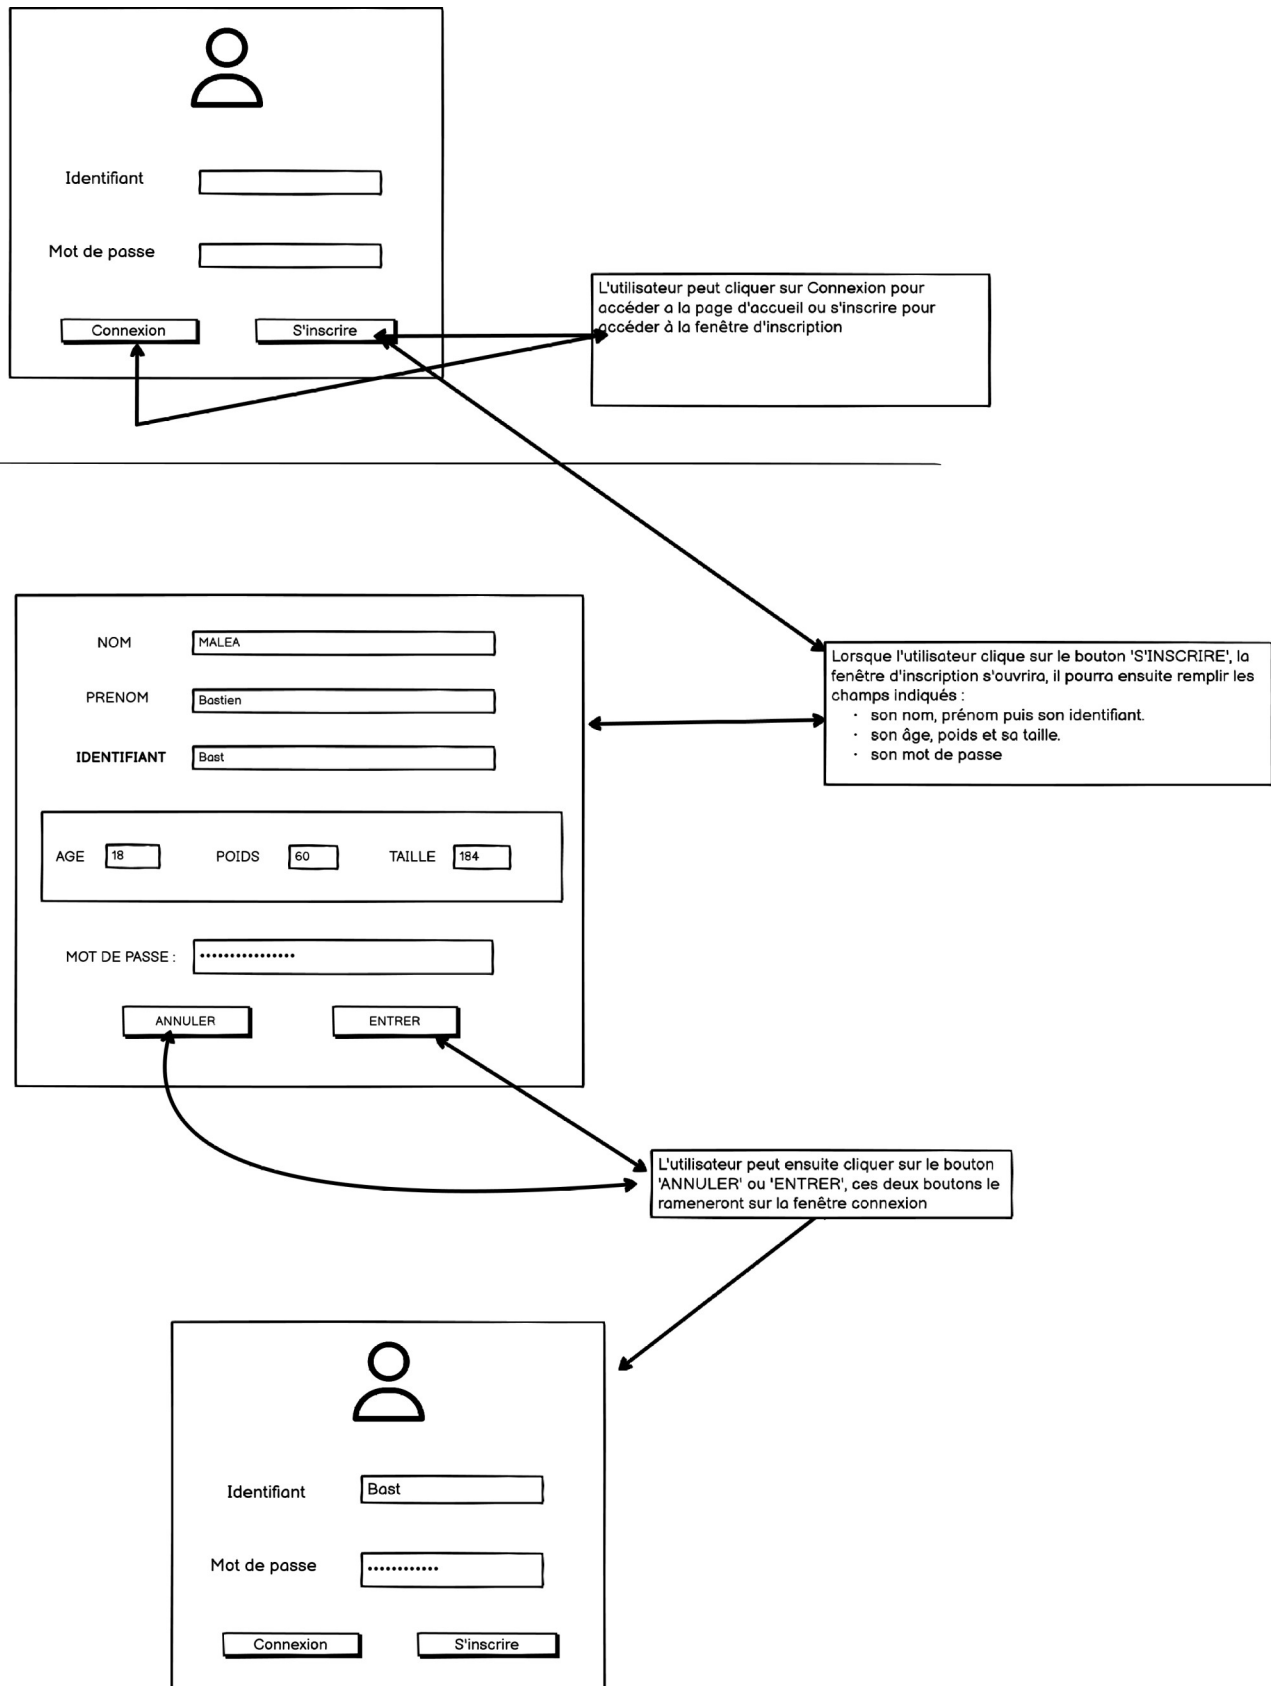 Identifiant
Mot de passe
Connexion
S'inscrire
L'utilisateur peut cliquer sur Connexion pour
accéder a la page d'accueil ou s'inscrire pour
accéder à la fenêtre d'inscription
NOM
MALEA
PRENOM
Bastien
IDENTIFIANT
Bast
AGE
18
POIDS
60
TAILLE
184
MOT DE PASSE :
••••••••••••••••
ANNULER
ENTRER
Lorsque l'utilisateur clique sur le bouton 'S'INSCRIRE', la
fenêtre d'inscription s'ouvrira, il pourra ensuite remplir les
champs indiqués :
· son nom, prénom puis son identifiant.
· son âge, poids et sa taille.
· son mot de passe
L'utilisateur peut ensuite cliquer sur le bouton
'ANNULER' ou 'ENTRER', ces deux boutons le
rameneront sur la fenêtre connexion
Identifiant
Bast
Mot de passe
••••••••••••
Connexion
S'inscrire